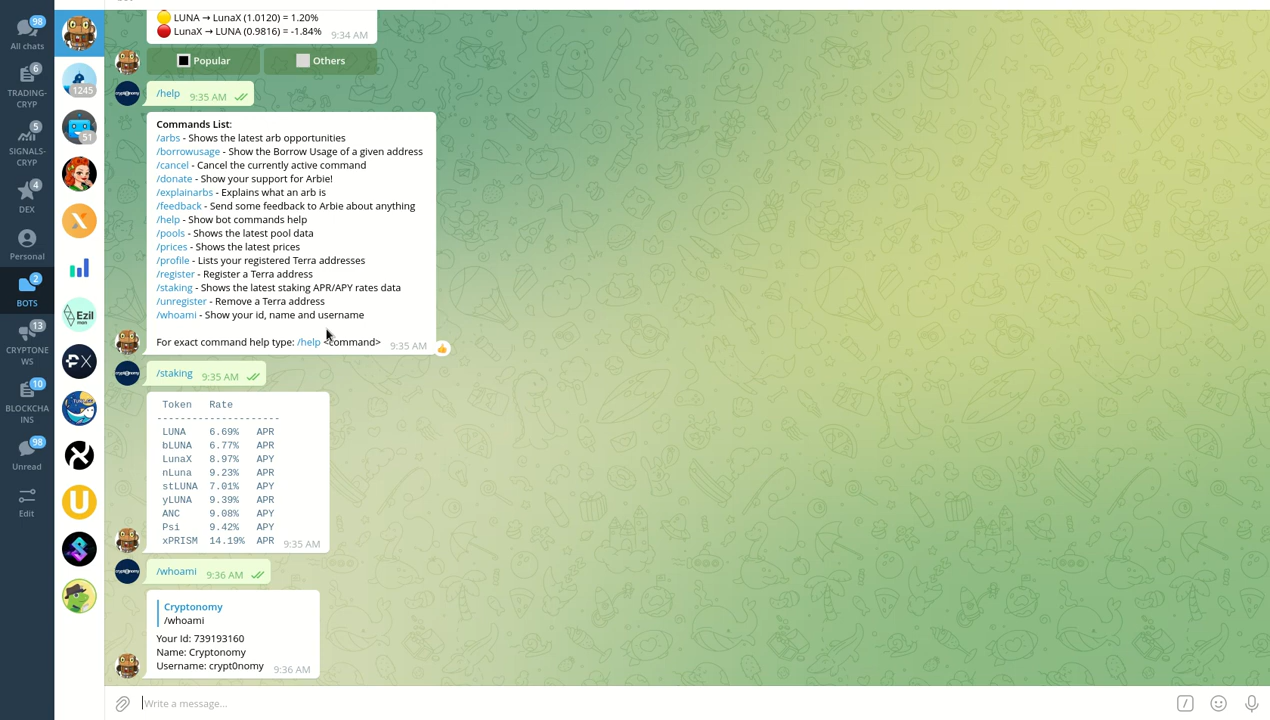 98
All chats
6
TRADING-
CRYP
5
SIGNALS-
CRYP
4
DEX
Personal
2
BOTS
13
CRYPTONE
WS
10
BLOCKCHA
INS
98
Unread
Edit
1245
51
Ezil
LUNA → LunaX (1.0120) = 1.20%
LunaX → LUNA (0.9816) = -1.84%
9:34 AM
Popular
Others
/help 9:35 AM
Commands List:
/arbs - Shows the latest arb opportunities
/borrowusage - Show the Borrow Usage of a given address
/cancel - Cancel the currently active command
/donate - Show your support for Arbie!
/explainarbs - Explains what an arb is
/feedback - Send some feedback to Arbie about anything
/help - Show bot commands help
/pools - Shows the latest pool data
/prices - Shows the latest prices
/profile - Lists your registered Terra addresses
/register - Register a Terra address
/staking - Shows the latest staking APR/APY rates data
/unregister - Remove a Terra address
/whoami - Show your id, name and username
For exact command help type: /help <command> 9:35 AM
/staking 9:35 AM
Token Rate
---------------------
LUNA 6.69% APR
bLUNA 6.77% APR
LunaX 8.97% APY
nLuna 9.23% APR
stLUNA 7.01% APY
yLUNA 9.39% APR
ANC 9.08% APY
Psi 9.42% APY
xPRISM 14.19% APR
9:35 AM
/whoami 9:36 AM
Cryptonomy
/whoami
Your Id: 739193160
Name: Cryptonomy
Username: crypt0nomy
9:36 AM
Write a message...